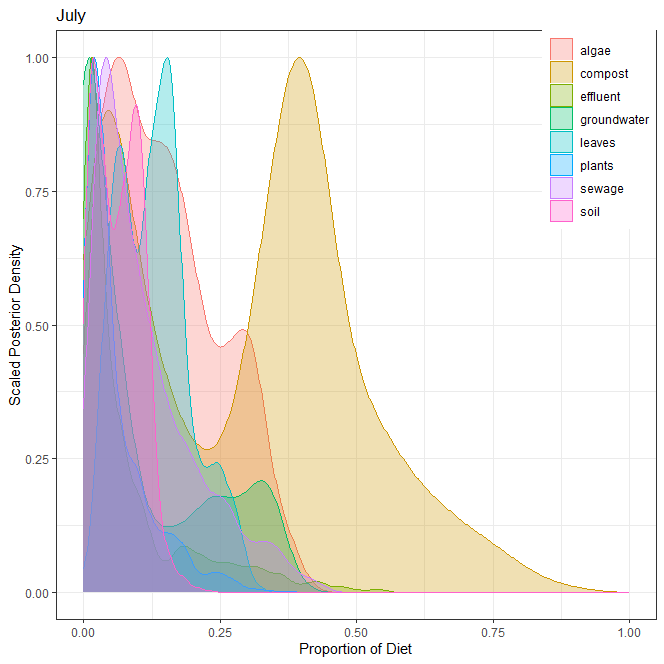 July
1.00
0.75
0.50
0.25
0.00
Scaled Posterior Density
0.00 0.25 0.50 0.75 1.00
Proportion of Diet
algae
compost
effluent
groundwater
leaves
plants
sewage
soil